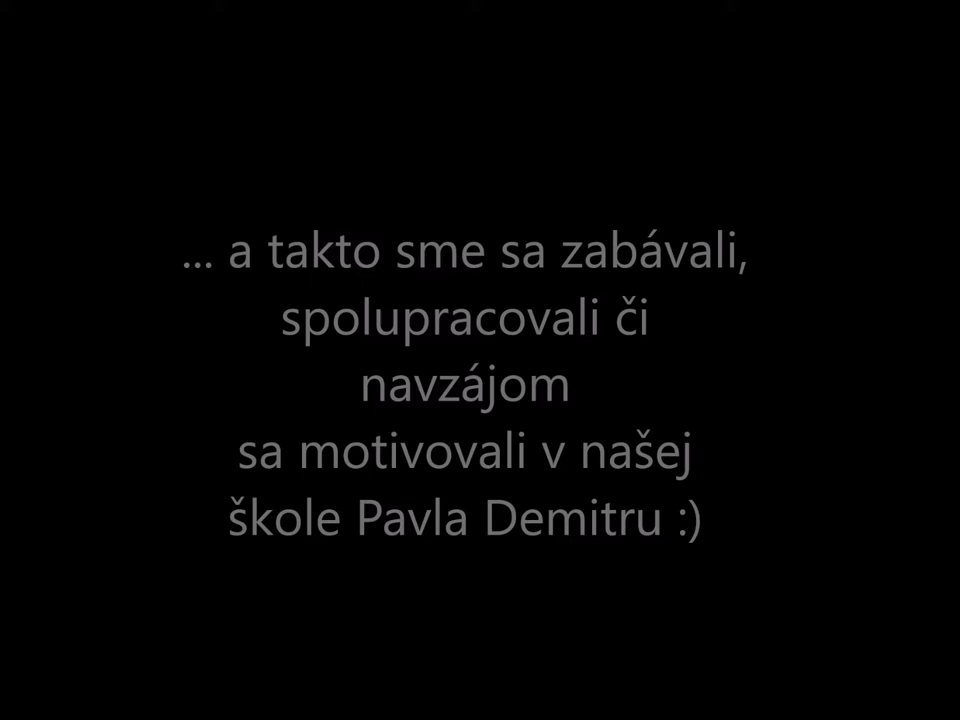 ... a takto sme sa zabávali,
spolupracovali či
navzájom
sa motivovali v našej
škole Pavla Demitru :)